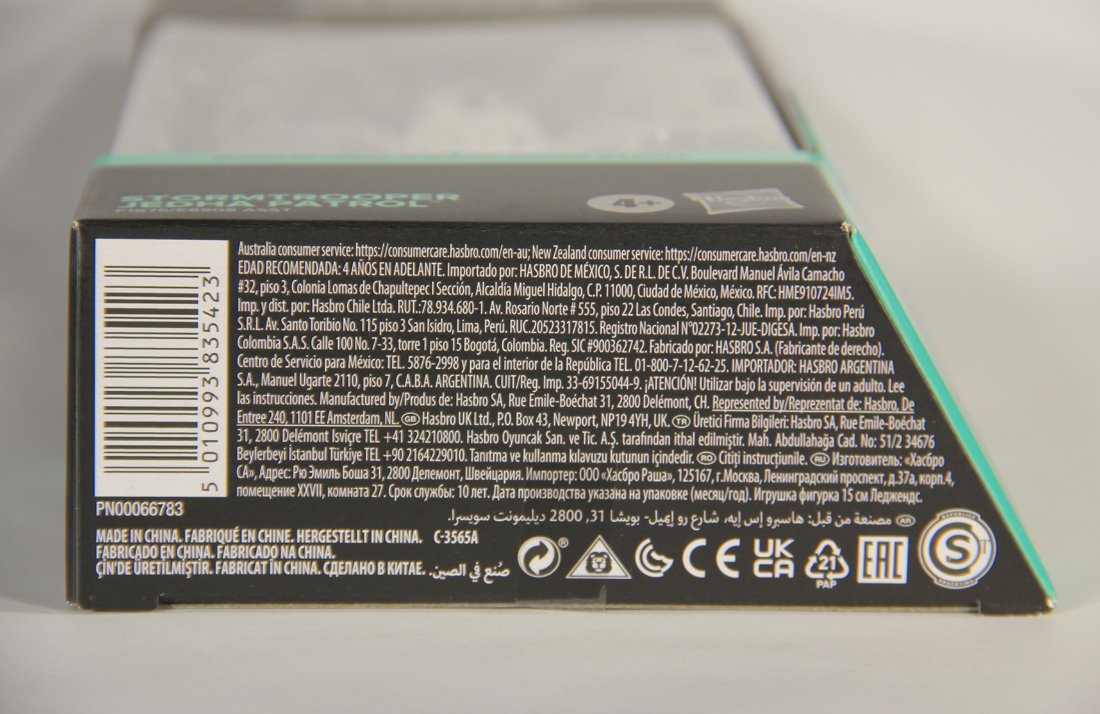 STORMTROOPER
JEDHA PATROL
F1875/E8908 ASST.
4+
Hasbro
5 010993 835423
PN00066783
Australia consumer service: https://consumercare.hasbro.com/en-au; New Zealand consumer service: https://consumercare.hasbro.com/en-nz
EDAD RECOMENDADA: 4 AÑOS EN ADELANTE. Importado por: HASBRO DE MÉXICO, S. DE R.L. DE C.V. Boulevard Manuel Ávila Camacho
#32, piso 3, Colonia Lomas de Chapultepec I Sección, Alcaldía Miguel Hidalgo, C.P. 11000, Ciudad de México, México. RFC: HME910724IM5.
Imp. y dist. por: Hasbro Chile Ltda. RUT.:78.934.680-1. Av. Rosario Norte # 555, piso 22 Las Condes, Santiago, Chile. Imp. por: Hasbro Perú
S.R.L. Av. Santo Toribio No. 115 piso 3 San Isidro, Lima, Perú. RUC.20523317815. Registro Nacional N°02273-12-JUE-DIGESA. Imp. por: Hasbro
Colombia S.A.S. Calle 100 No. 7-33, torre 1 piso 15 Bogotá, Colombia. Reg. SIC #900362742. Fabricado por: HASBRO S.A. (Fabricante de derecho).
Centro de Servicio para México: TEL. 5876-2998 y para el interior de la República TEL. 01-800-7-12-62-25. IMPORTADOR: HASBRO ARGENTINA
S.A., Manuel Ugarte 2110, piso 7, C.A.B.A. ARGENTINA. CUIT/Reg. Imp. 33-69155044-9. ¡ATENCIÓN! Utilizar bajo la supervisión de un adulto. Lee
las instrucciones. Manufactured by/Produs de: Hasbro SA, Rue Emile-Boéchat 31, 2800 Delémont, CH. Represented by/Reprezentat de: Hasbro, De
Entree 240, 1101 EE Amsterdam, NL. GB Hasbro UK Ltd., P.O. Box 43, Newport, NP19 4YH, UK. TR Üretici Firma Bilgileri: Hasbro SA, Rue Emile-Boéchat
31, 2800 Delémont Isviçre TEL +41 324210800. Hasbro Oyuncak San. ve Tic. A.Ş. tarafından ithal edilmiştir. Mah. Abdullahağa Cad. No: 51/2 34676
Beylerbeyi İstanbul Türkiye TEL +90 2164229010. Tanıtma ve kullanma kılavuzu kutunun içindedir. RO Citiți instrucțiunile. RU Изготовитель: «Хасбро
СА», Адрес: Рю Эмиль Боша 31, 2800 Делемонт, Швейцария. Импортер: ООО «Хасбро Раша», 125167, г.Москва, Ленинградский проспект, д.37а, корп.4,
помещение XXVII, комната 27. Срок службы: 10 лет. Дата производства указана на упаковке (месяц/год). Игрушка фигурка 15 см Леджендс.
AR مصنعة من قبل: هاسبرو إس إيه، شارع رو إيميل- بويشا 31, 2800 ديليمونت سويسرا.
MADE IN CHINA. FABRIQUÉ EN CHINE. HERGESTELLT IN CHINA. C-3565A
FABRICADO EN CHINA. FABRICADO NA CHINA.
ÇİN'DE ÜRETİLMİŞTİR. FABRICAT ÎN CHINA. СДЕЛАНО В КИТАЕ. صُنع في الصين.
®
CE
UK
CA
21
PAP
EAC
REPUBLICA
S T
ARGENTINA